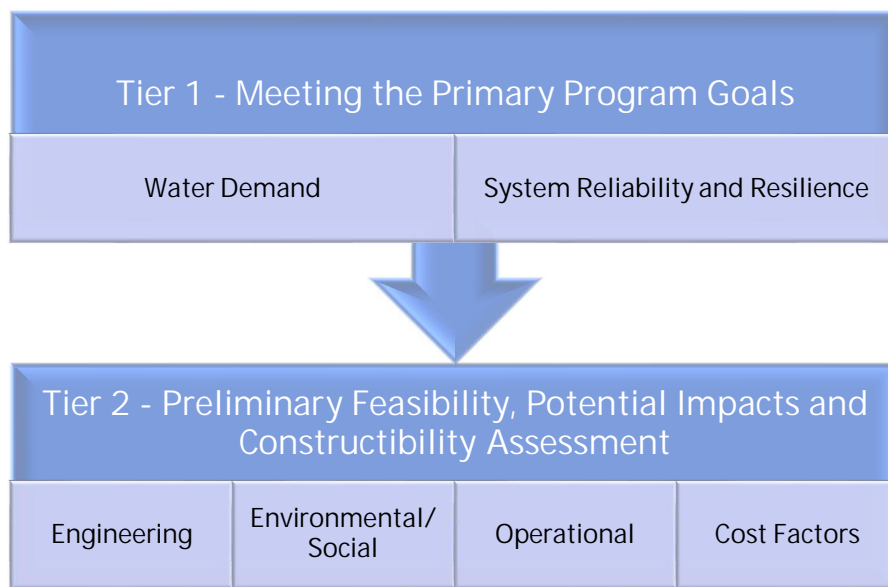 Tier 1 - Meeting the Primary Program Goals
Water Demand
System Reliability and Resilience
Tier 2 - Preliminary Feasibility, Potential Impacts and
Constructibility Assessment
Engineering
Environmental/
Social
Operational
Cost Factors